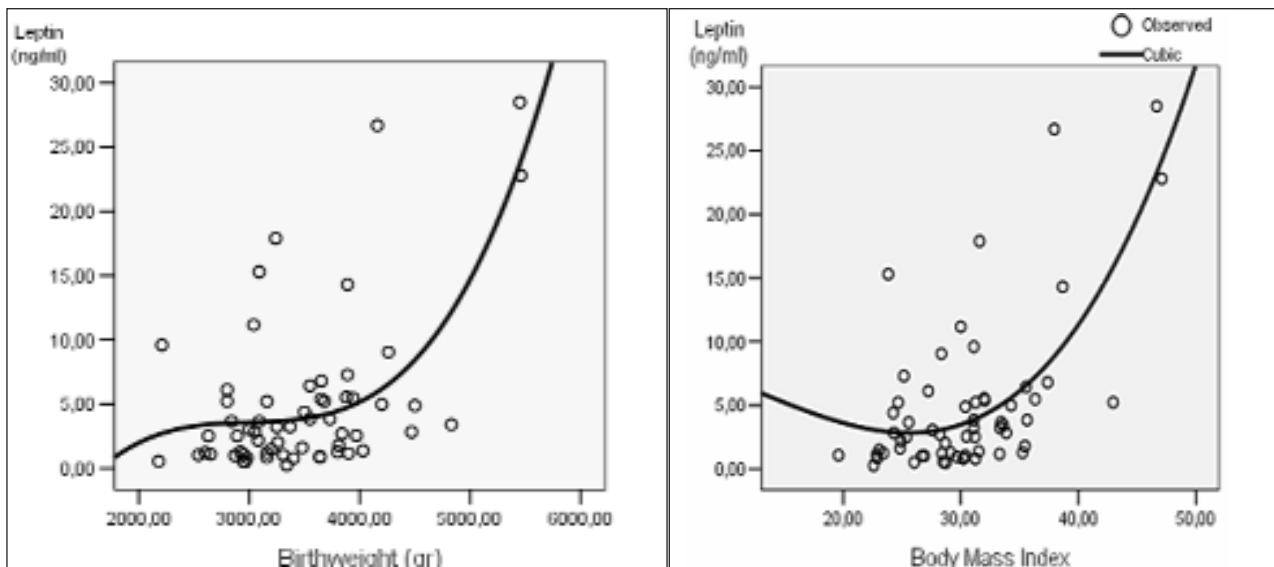 Leptin
(ng/ml)
30,00
25,00
20,00
15,00
10,00
5,00
0,00
2000,00 3000,00 4000,00 5000,00 6000,00
Birthyweight (gr)
Leptin
(ng/ml)
Observed
Cubic
30,00
25,00
20,00
15,00
10,00
5,00
0,00
20,00 30,00 40,00 50,00
Body Mass Index